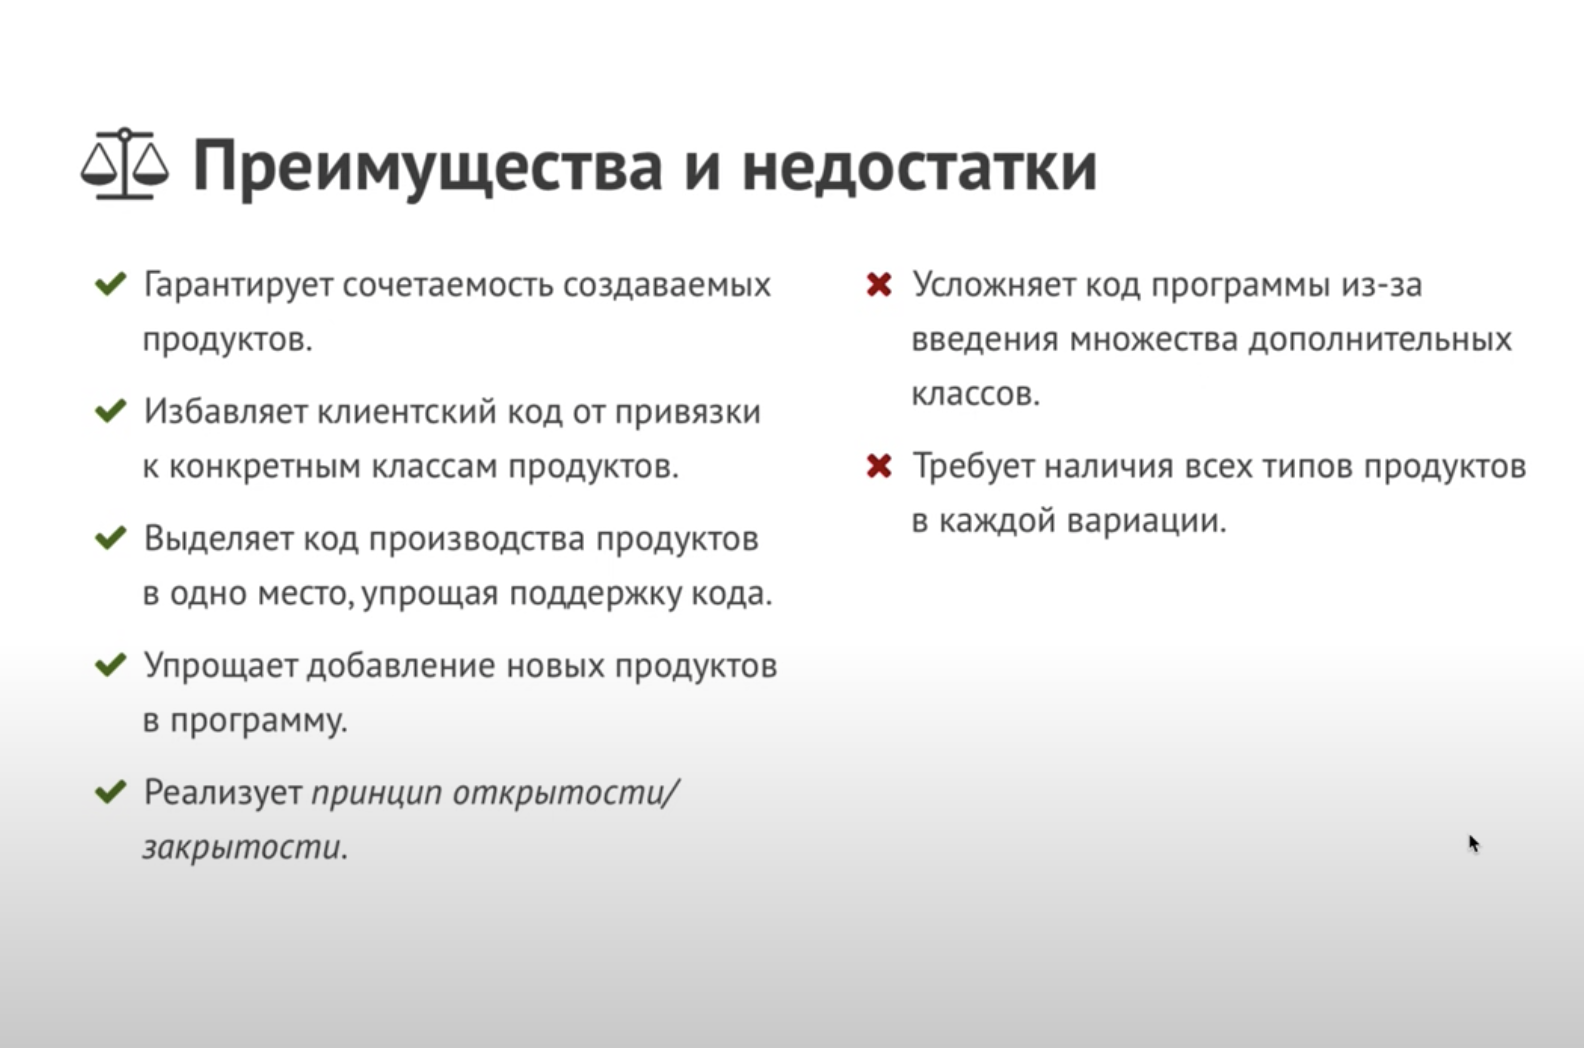 Преимущества и недостатки
Гарантирует сочетаемость создаваемых
продуктов.
Избавляет клиентский код от привязки
к конкретным классам продуктов.
Выделяет код производства продуктов
в одно место, упрощая поддержку кода.
Упрощает добавление новых продуктов
в программу.
Реализует принцип открытости/
закрытости.
Усложняет код программы из-за
введения множества дополнительных
классов.
Требует наличия всех типов продуктов
в каждой вариации.